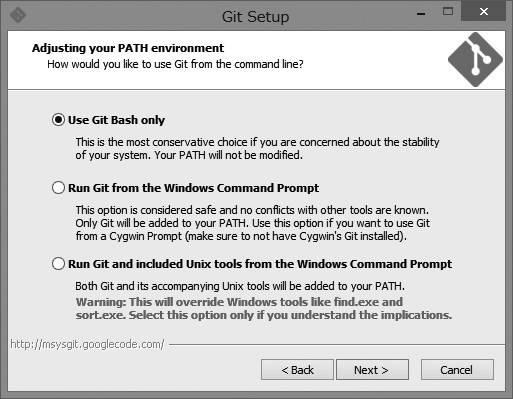 Git Setup
Adjusting your PATH environment
How would you like to use Git from the command line?
Use Git Bash only
This is the most conservative choice if you are concerned about the stability
of your system. Your PATH will not be modified.
Run Git from the Windows Command Prompt
This option is considered safe and no conflicts with other tools are known.
Only Git will be added to your PATH. Use this option if you want to use Git
from a Cygwin Prompt (make sure to not have Cygwin's Git installed).
Run Git and included Unix tools from the Windows Command Prompt
Both Git and its accompanying Unix tools will be added to your PATH.
Warning: This will override Windows tools like find.exe and
sort.exe. Select this option only if you understand the implications.
http://msysgit.googlecode.com/
< Back
Next >
Cancel